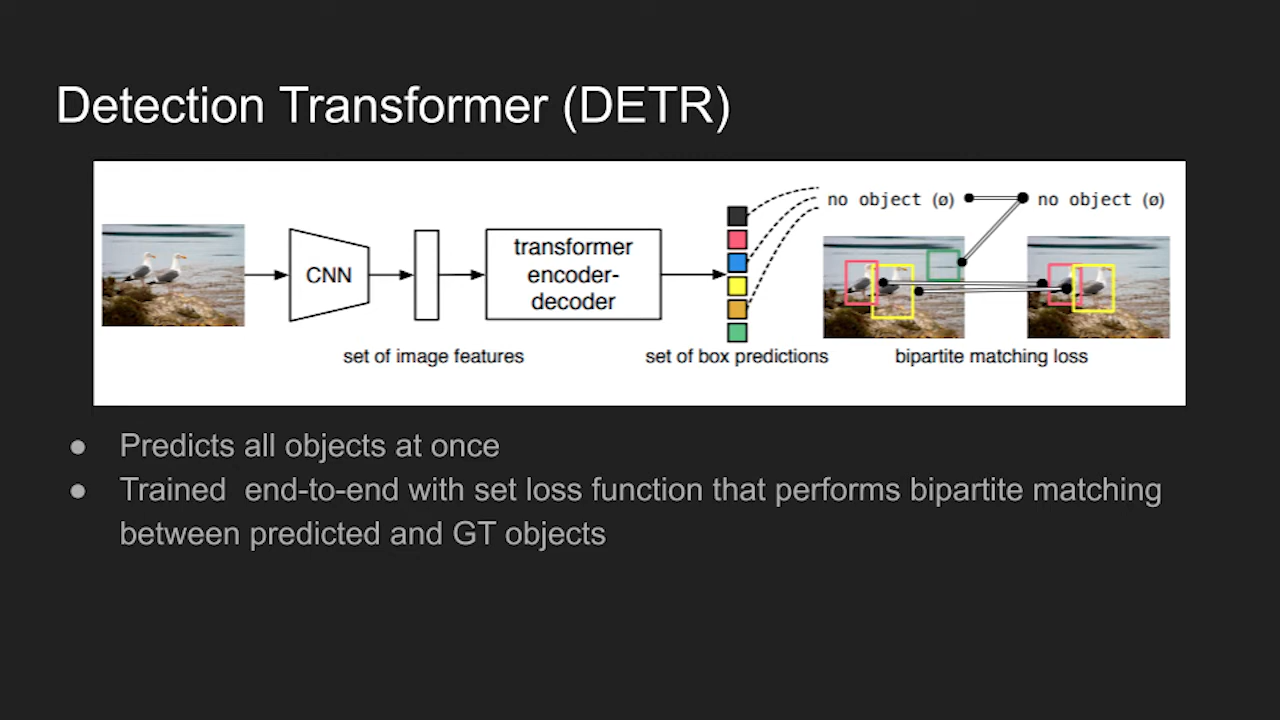 Detection Transformer (DETR)
no object (ø)
no object (ø)
CNN
transformer
encoder-
decoder
set of image features
set of box predictions
bipartite matching loss
● Predicts all objects at once
● Trained  end-to-end with set loss function that performs bipartite matching
between predicted and GT objects